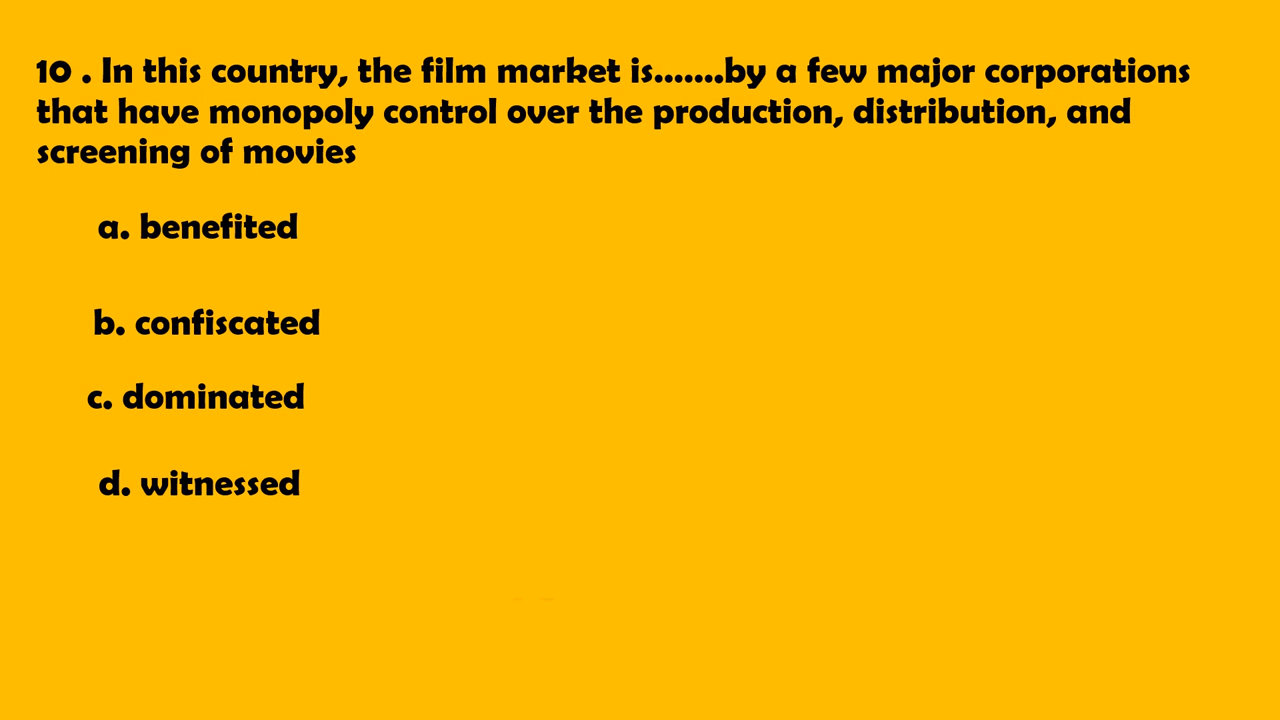 10 . In this country, the film market is.......by a few major corporations
that have monopoly control over the production, distribution, and
screening of movies
a. benefited
b. confiscated
c. dominated
d. witnessed